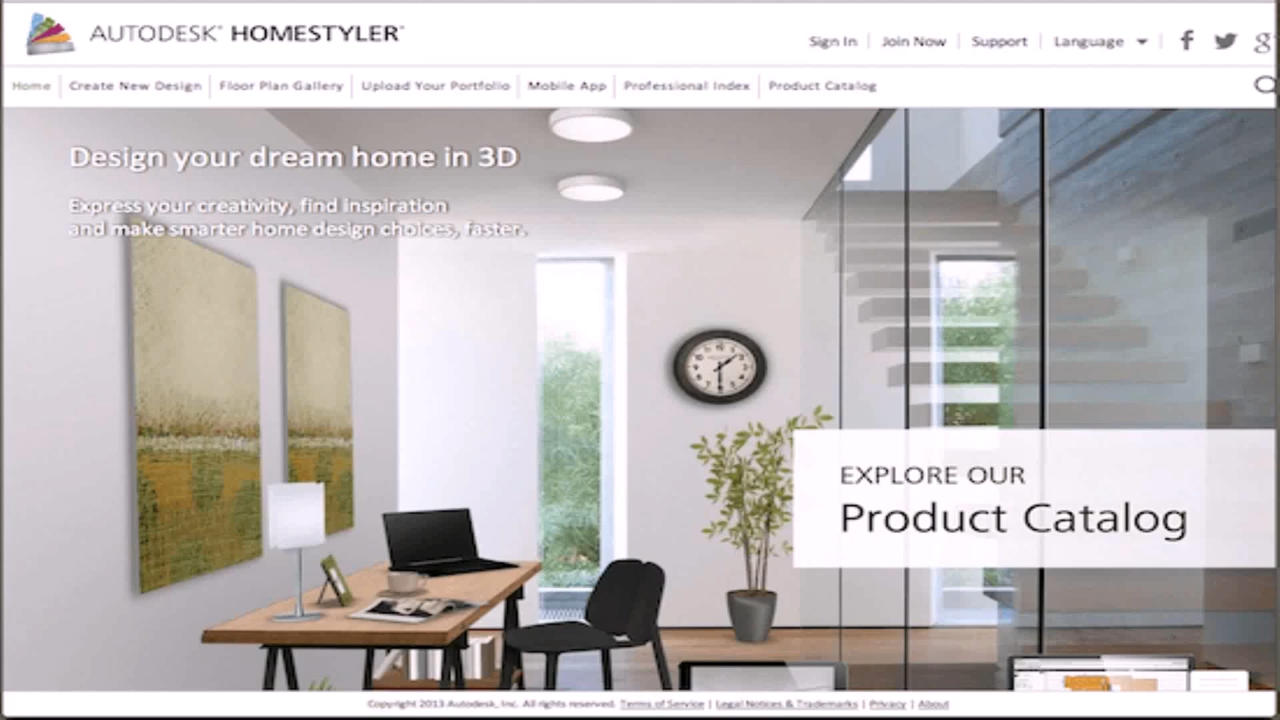 AUTODESK® HOMESTYLER™
Sign In
Join Now
Support
Language
Home
Create New Design
Floor Plan Gallery
Upload Your Portfolio
Mobile App
Professional Index
Product Catalog
Design your dream home in 3D
Express your creativity, find inspiration
and make smarter home design choices, faster.
EXPLORE OUR
Product Catalog
Copyright 2013 Autodesk, Inc. All rights reserved. Terms of Service | Legal Notices & Trademarks | Privacy | About